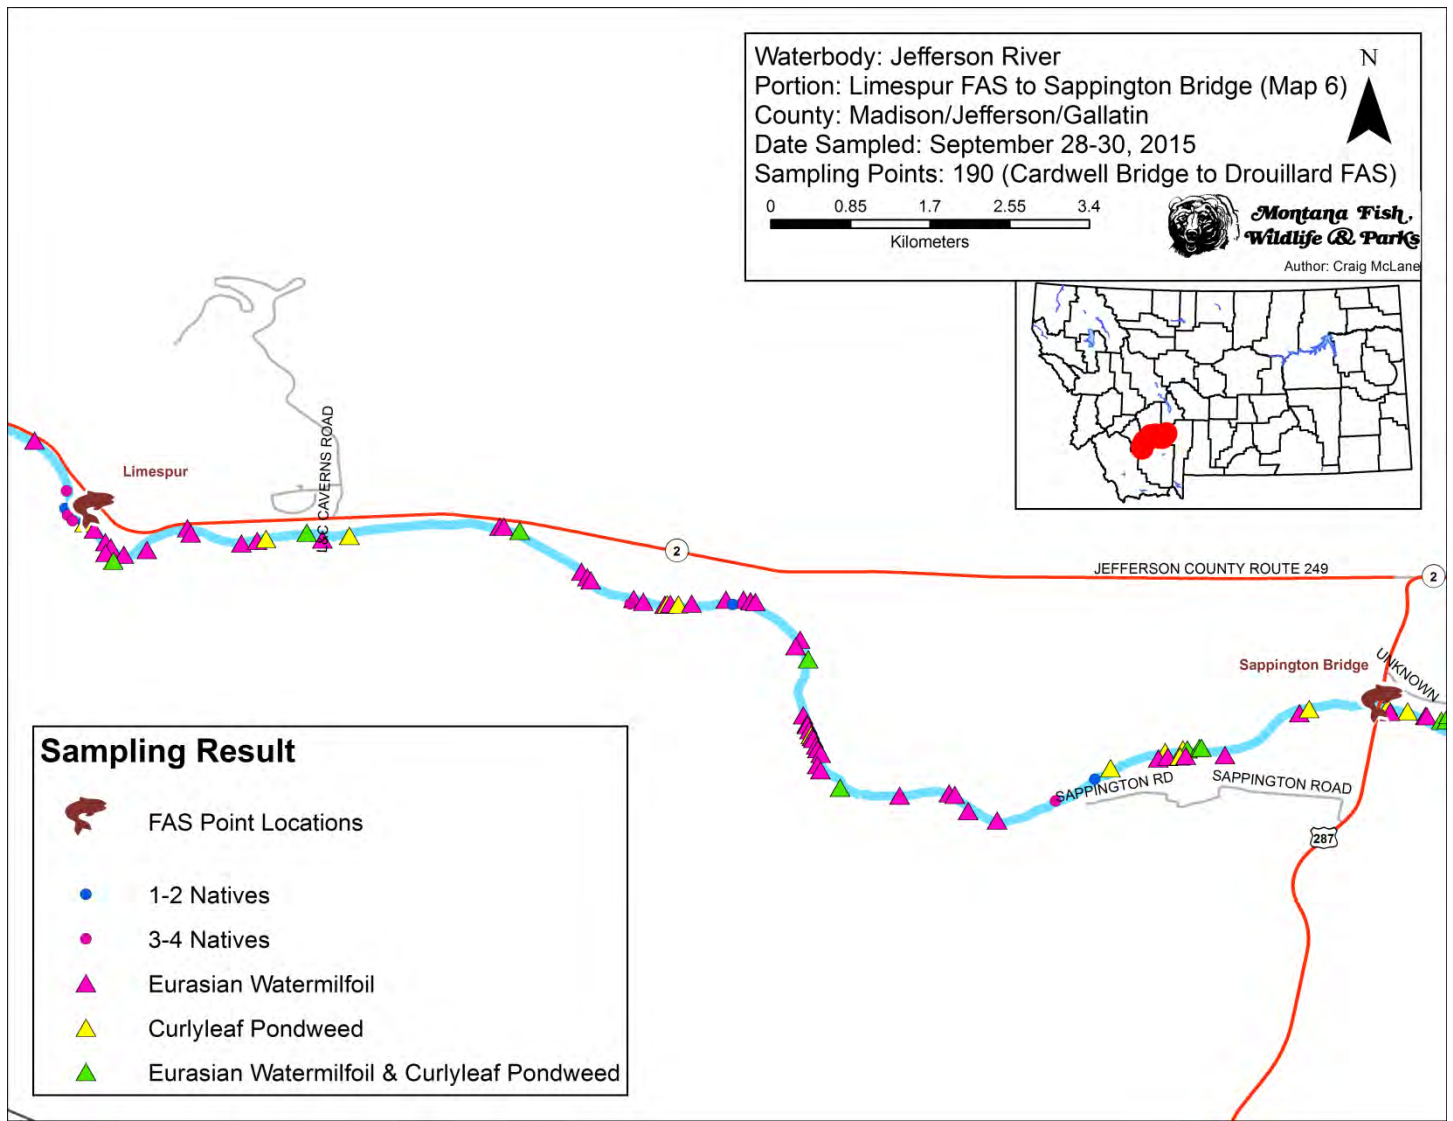 Waterbody: Jefferson River
Portion: Limespur FAS to Sappington Bridge (Map 6)
County: Madison/Jefferson/Gallatin
Date Sampled: September 28-30, 2015
Sampling Points: 190 (Cardwell Bridge to Drouillard FAS)
N
0 0.85 1.7 2.55 3.4
Kilometers
Montana Fish,
Wildlife & Parks
Author: Craig McLane
Limespur
CAVERNS ROAD
2
JEFFERSON COUNTY ROUTE 249
2
Sappington Bridge
UNKNOWN
SAPPINGTON RD
SAPPINGTON ROAD
287
Sampling Result
FAS Point Locations
1-2 Natives
3-4 Natives
Eurasian Watermilfoil
Curlyleaf Pondweed
Eurasian Watermilfoil & Curlyleaf Pondweed